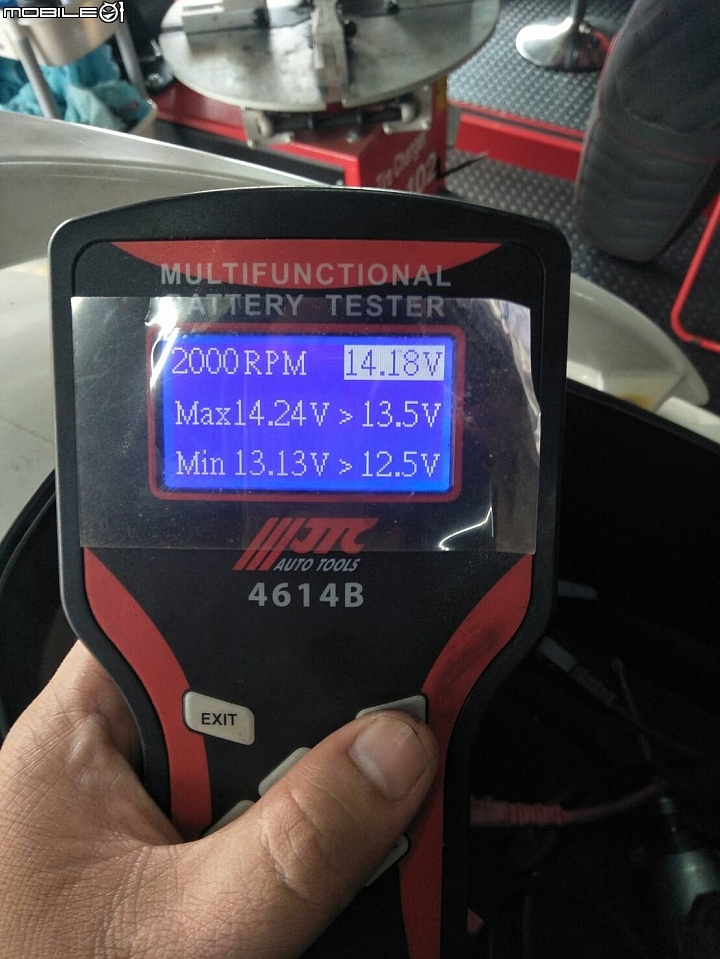 MOBILE01
MULTIFUNCTIONAL
BATTERY TESTER
2000RPM 14.18V
Max14.24V > 13.5V
Min 13.13V > 12.5V
JTC
AUTO TOOLS
4614B
EXIT